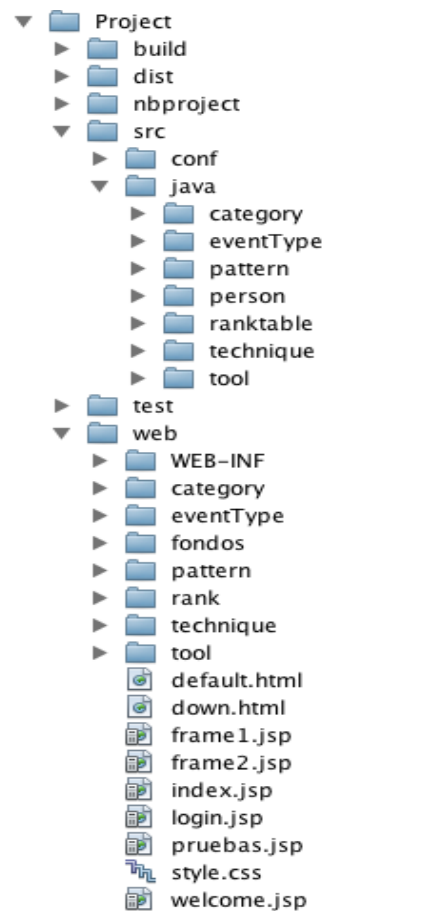 Project
build
dist
nbproject
src
conf
java
category
eventType
pattern
person
ranktable
technique
tool
test
web
WEB-INF
category
eventType
fondos
pattern
rank
technique
tool
default.html
down.html
frame1.jsp
frame2.jsp
index.jsp
login.jsp
pruebas.jsp
style.css
welcome.jsp